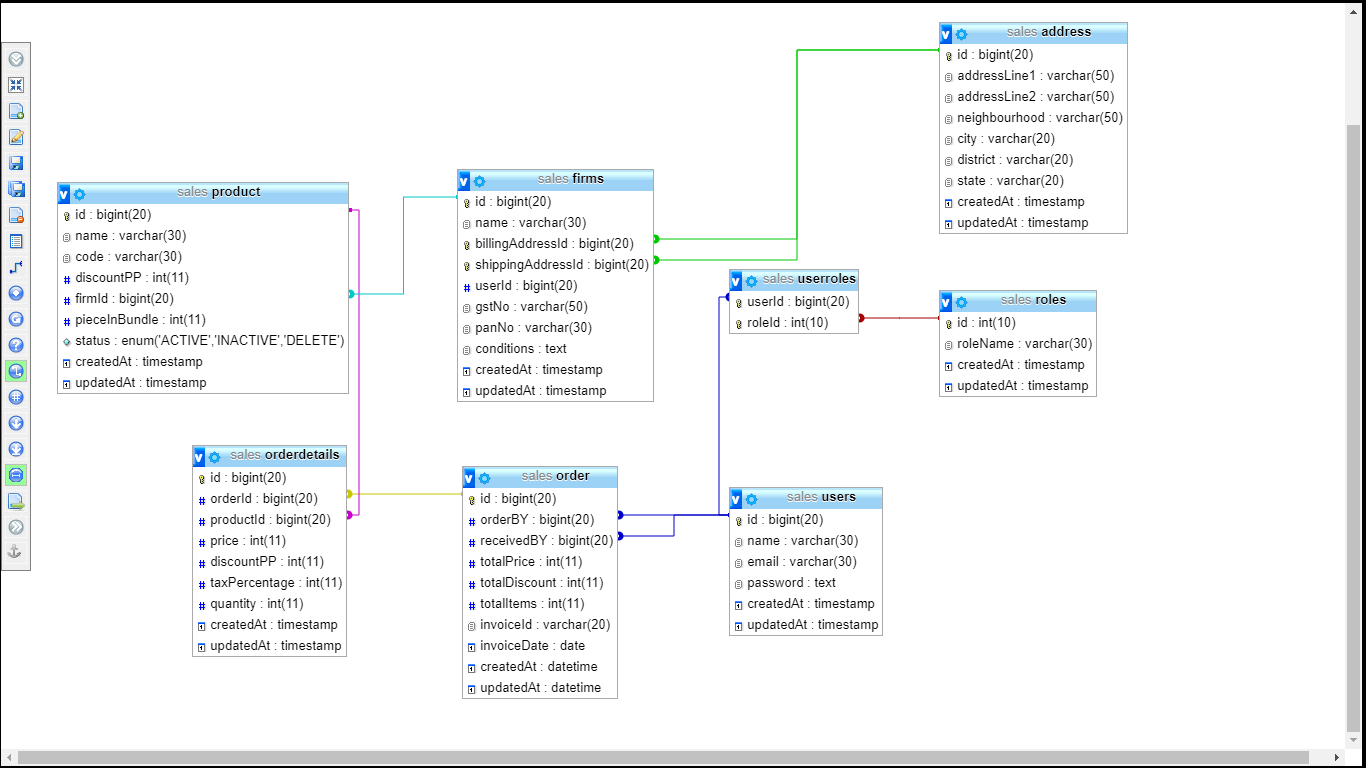 sales address
id : bigint(20)
addressLine1 : varchar(50)
addressLine2 : varchar(50)
neighbourhood : varchar(50)
city : varchar(20)
district : varchar(20)
state : varchar(20)
createdAt : timestamp
updatedAt : timestamp
sales product
id : bigint(20)
name : varchar(30)
code : varchar(30)
discountPP : int(11)
firmId : bigint(20)
pieceInBundle : int(11)
status : enum('ACTIVE','INACTIVE','DELETE')
createdAt : timestamp
updatedAt : timestamp
sales firms
id : bigint(20)
name : varchar(30)
billingAddressId : bigint(20)
shippingAddressId : bigint(20)
userId : bigint(20)
gstNo : varchar(50)
panNo : varchar(30)
conditions : text
createdAt : timestamp
updatedAt : timestamp
sales userroles
userId : bigint(20)
roleId : int(10)
sales roles
id : int(10)
roleName : varchar(30)
createdAt : timestamp
updatedAt : timestamp
sales orderdetails
id : bigint(20)
orderId : bigint(20)
productId : bigint(20)
price : int(11)
discountPP : int(11)
taxPercentage : int(11)
quantity : int(11)
createdAt : timestamp
updatedAt : timestamp
sales order
id : bigint(20)
orderBY : bigint(20)
receivedBY : bigint(20)
totalPrice : int(11)
totalDiscount : int(11)
totalItems : int(11)
invoiceId : varchar(20)
invoiceDate : date
createdAt : datetime
updatedAt : datetime
sales users
id : bigint(20)
name : varchar(30)
email : varchar(30)
password : text
createdAt : timestamp
updatedAt : timestamp